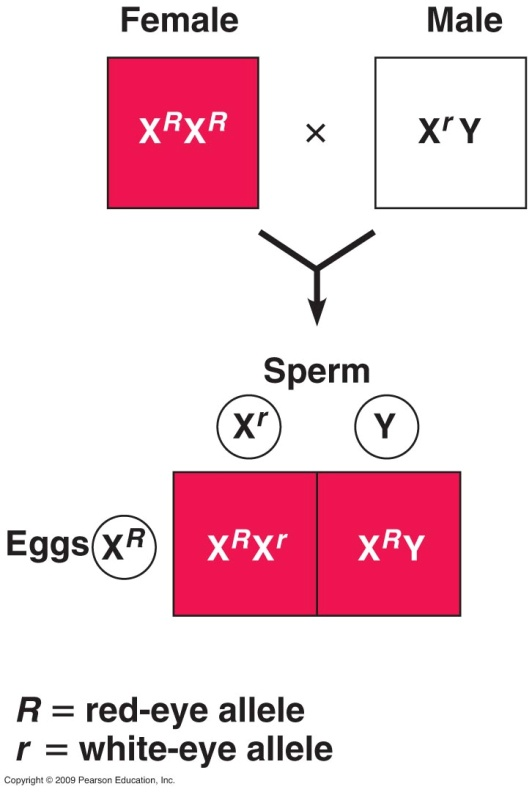 Female Male
XᴿXᴿ × XʳY
Sperm
Xʳ Y
Eggs Xᴿ XᴿXʳ XᴿY
R = red-eye allele
r = white-eye allele
Copyright © 2009 Pearson Education, Inc.